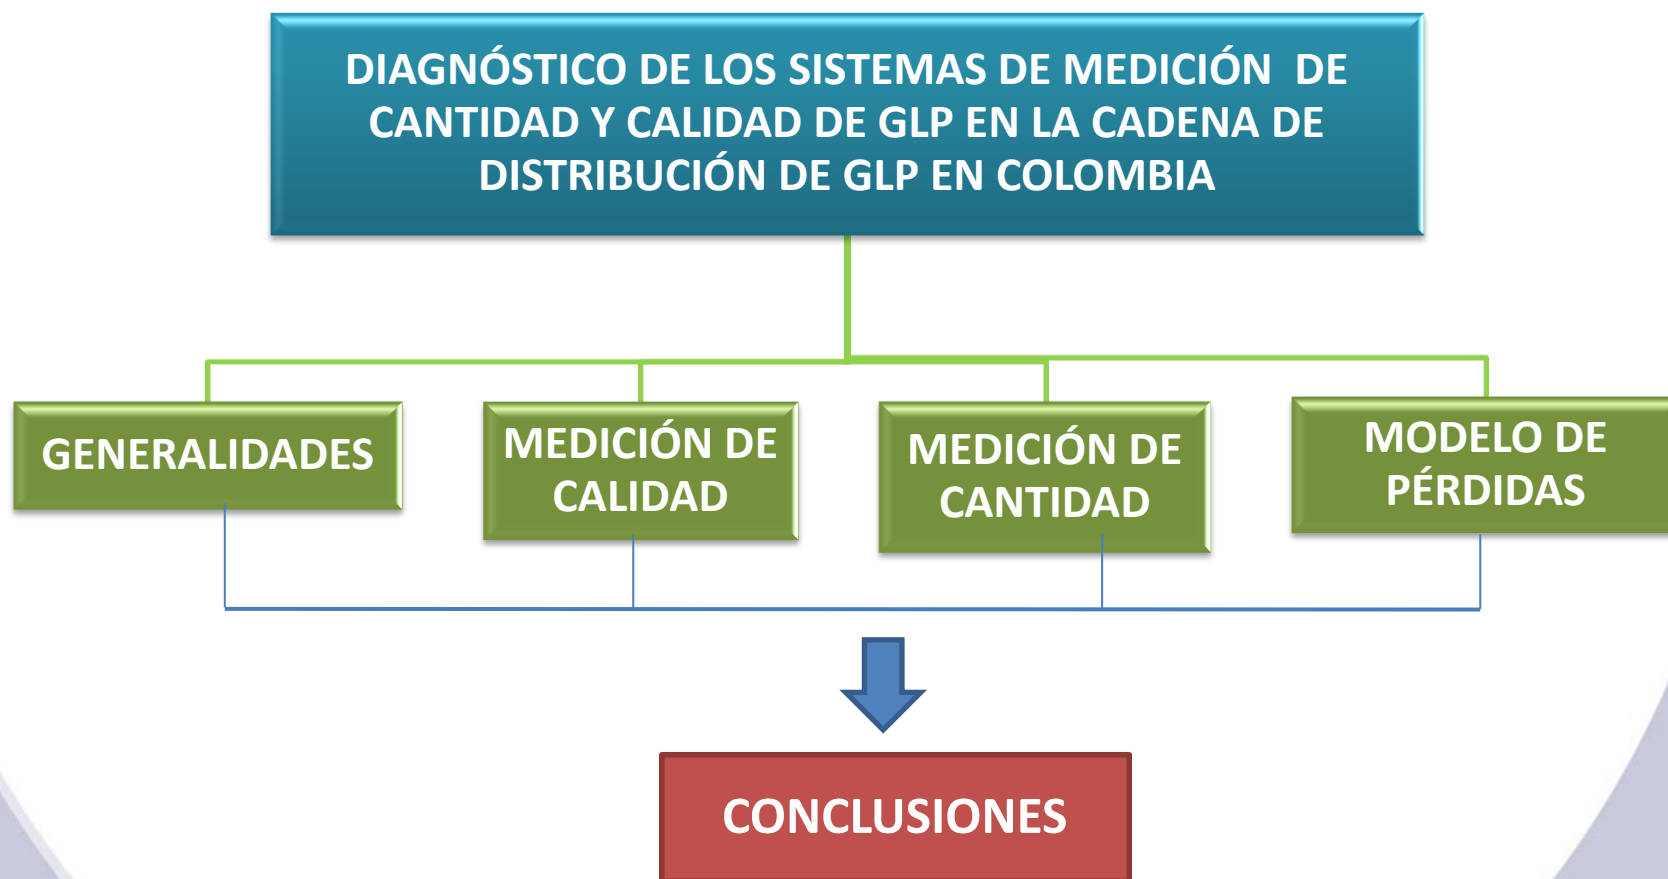 DIAGNÓSTICO DE LOS SISTEMAS DE MEDICIÓN DE
CANTIDAD Y CALIDAD DE GLP EN LA CADENA DE
DISTRIBUCIÓN DE GLP EN COLOMBIA
GENERALIDADES
MEDICIÓN DE
CALIDAD
MEDICIÓN DE
CANTIDAD
MODELO DE
PÉRDIDAS
CONCLUSIONES